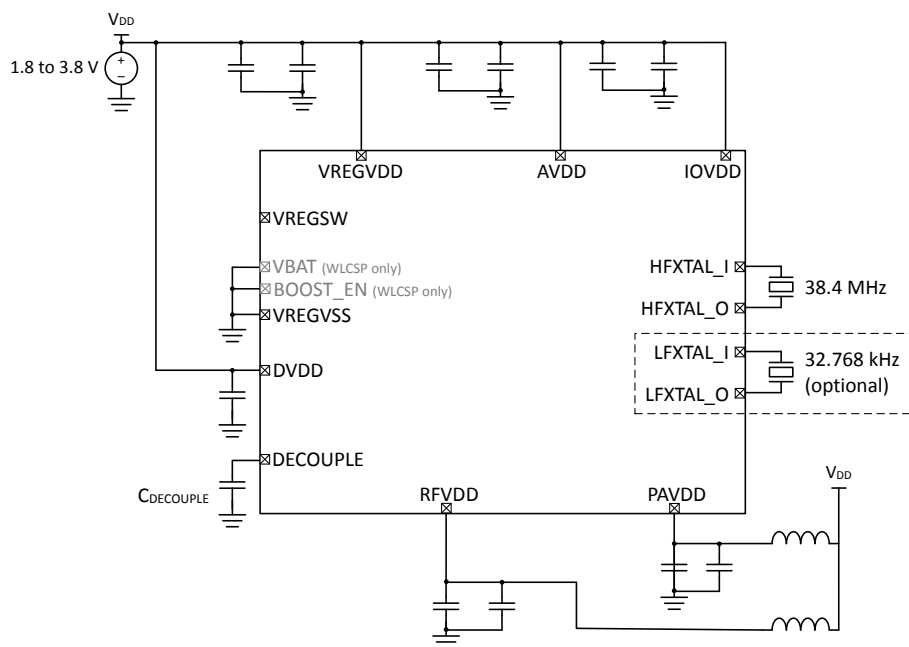 VDD
1.8 to 3.8 V
+
–
VREGVDD
AVDD
IOVDD
VREGSW
VBAT (WLCSP only)
BOOST_EN (WLCSP only)
VREGVSS
DVDD
DECOUPLE
CDECOUPLE
HFXTAL_I
HFXTAL_O
38.4 MHz
LFXTAL_I
LFXTAL_O
32.768 kHz
(optional)
RFVDD
PAVDD
VDD